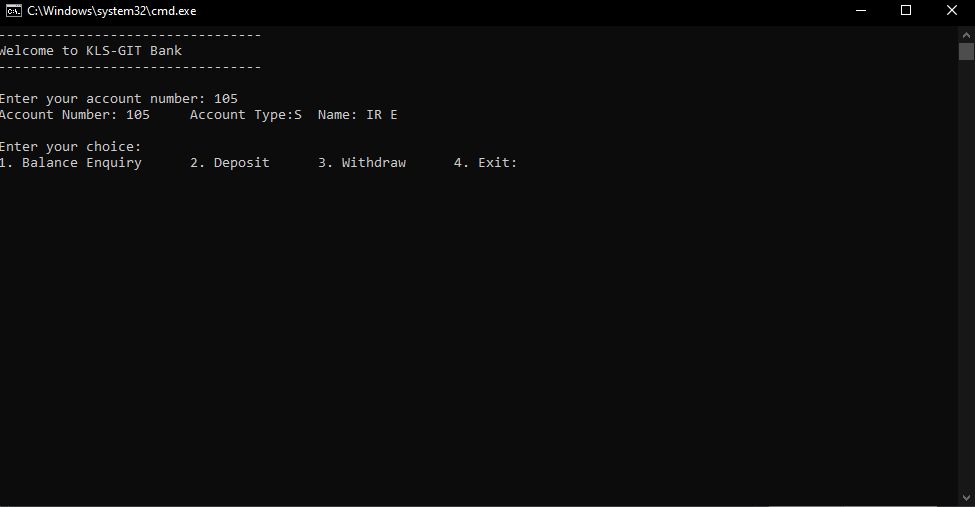 C:\Windows\system32\cmd.exe
---------------------------------
Welcome to KLS-GIT Bank
---------------------------------
Enter your account number: 105
Account Number: 105     Account Type:S  Name: IR E
Enter your choice:
1. Balance Enquiry      2. Deposit      3. Withdraw      4. Exit: